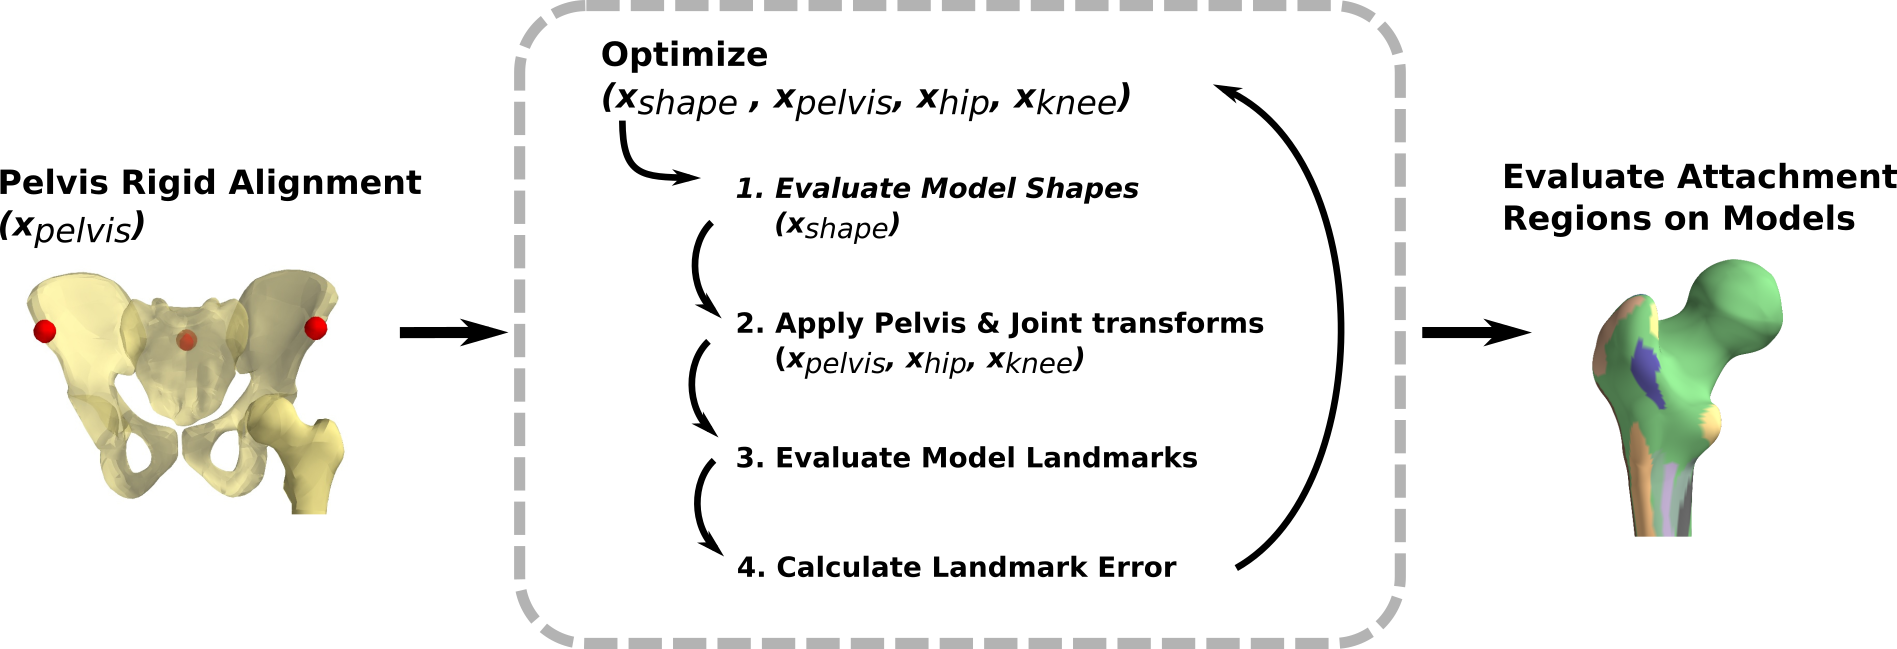 Pelvis Rigid Alignment
(xpelvis)
Optimize
(xshape , xpelvis, xhip, xknee)
1. Evaluate Model Shapes
(xshape)
2. Apply Pelvis & Joint transforms
(xpelvis, xhip, xknee)
3. Evaluate Model Landmarks
4. Calculate Landmark Error
Evaluate Attachment
Regions on Models